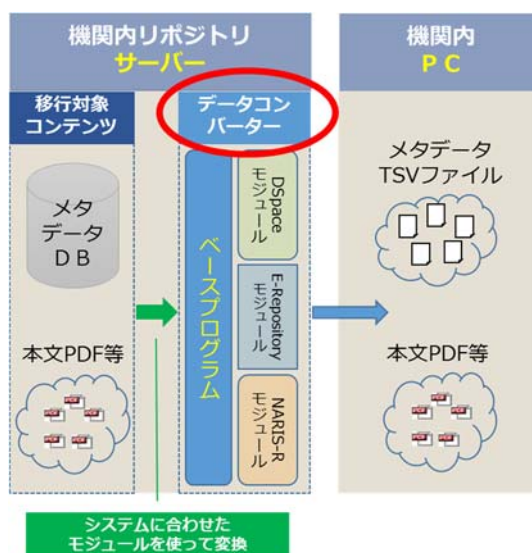 機関内リポジトリ
サーバー
移行対象
コンテンツ
メタ
データ
DB
本文PDF等
データコン
バーター
ベースプログラム
DSpace
モジュール
E-Repository
モジュール
NARIS-R
モジュール
機関内
PC
メタデータ
TSVファイル
本文PDF等
システムに合わせた
モジュールを使って変換